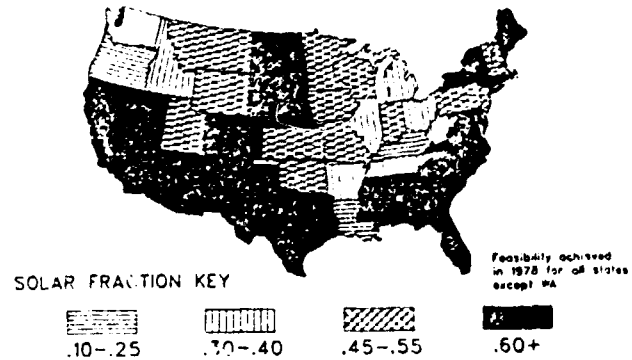 Feasibility achieved
in 1978 for all states
except WA
SOLAR FRACTION KEY
.10-.25
.30-.40
.45-.55
.60+